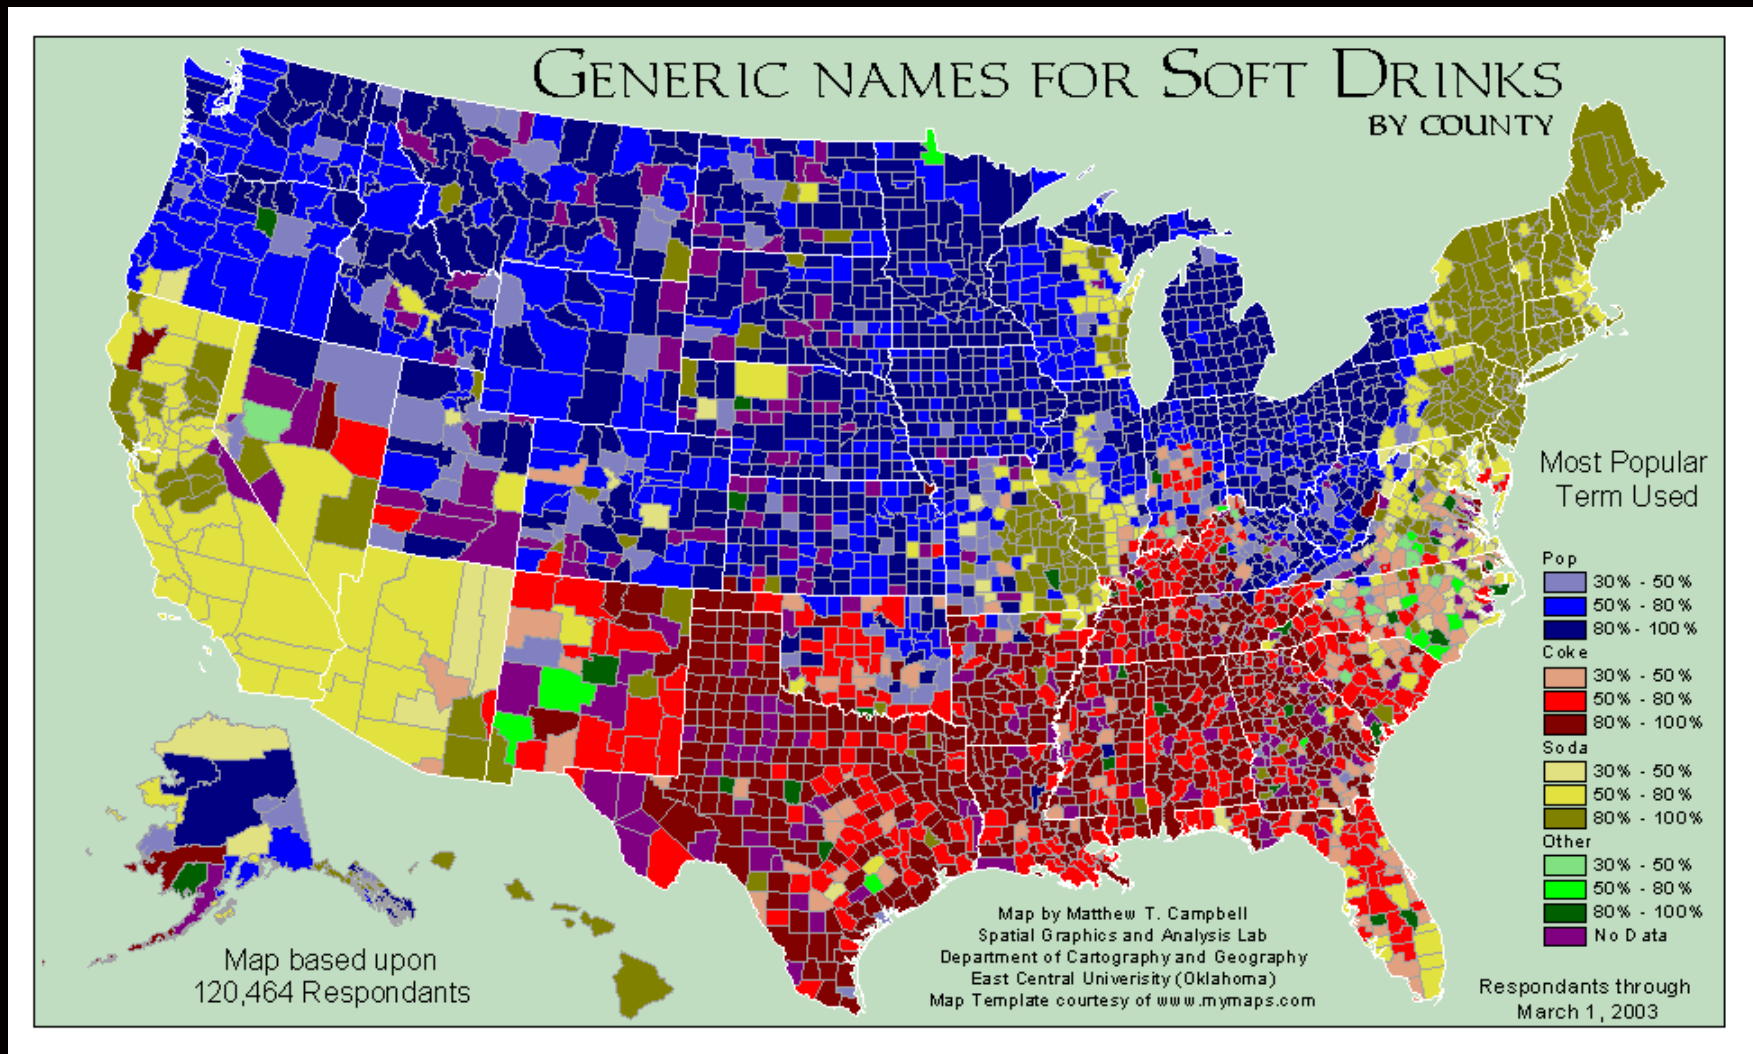 GENERIC NAMES FOR SOFT DRINKS
BY COUNTY
Most Popular
Term Used
Pop
30% - 50%
50% - 80%
80% - 100%
Coke
30% - 50%
50% - 80%
80% - 100%
Soda
30% - 50%
50% - 80%
80% - 100%
Other
30% - 50%
50% - 80%
80% - 100%
No Data
Map based upon
120,464 Respondants
Map by Matthew T. Campbell
Spatial Graphics and Analysis Lab
Department of Cartography and Geography
East Central Univerisity (Oklahoma)
Map Template courtesy of www.mymaps.com
Respondants through
March 1, 2003